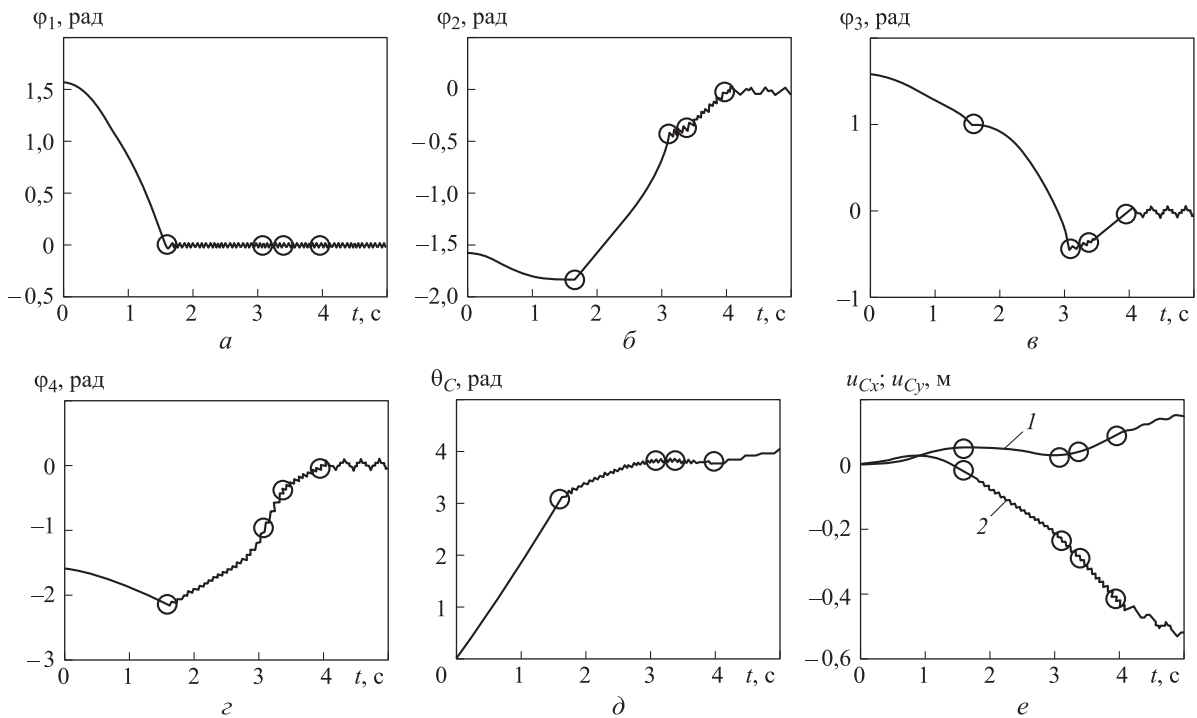 φ1, рад
1,5
1,0
0,5
0
−0,5
0 1 2 3 4 t, с
а
φ2, рад
0
−0,5
−1,0
−1,5
−2,0
0 1 2 3 4 t, с
б
φ3, рад
1
0
−1
0 1 2 3 4 t, с
в
φ4, рад
0
−1
−2
−3
0 1 2 3 4 t, с
г
θC, рад
4
3
2
1
0 1 2 3 4 t, с
д
uCx; uCy, м
1
0
−0,2
2
−0,4
−0,6
0 1 2 3 4 t, с
е